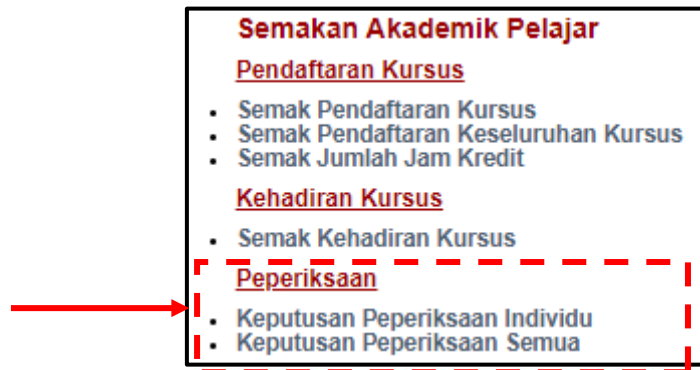 Semakan Akademik Pelajar
Pendaftaran Kursus
• Semak Pendaftaran Kursus
• Semak Pendaftaran Keseluruhan Kursus
• Semak Jumlah Jam Kredit
Kehadiran Kursus
• Semak Kehadiran Kursus
Peperiksaan
• Keputusan Peperiksaan Individu
• Keputusan Peperiksaan Semua